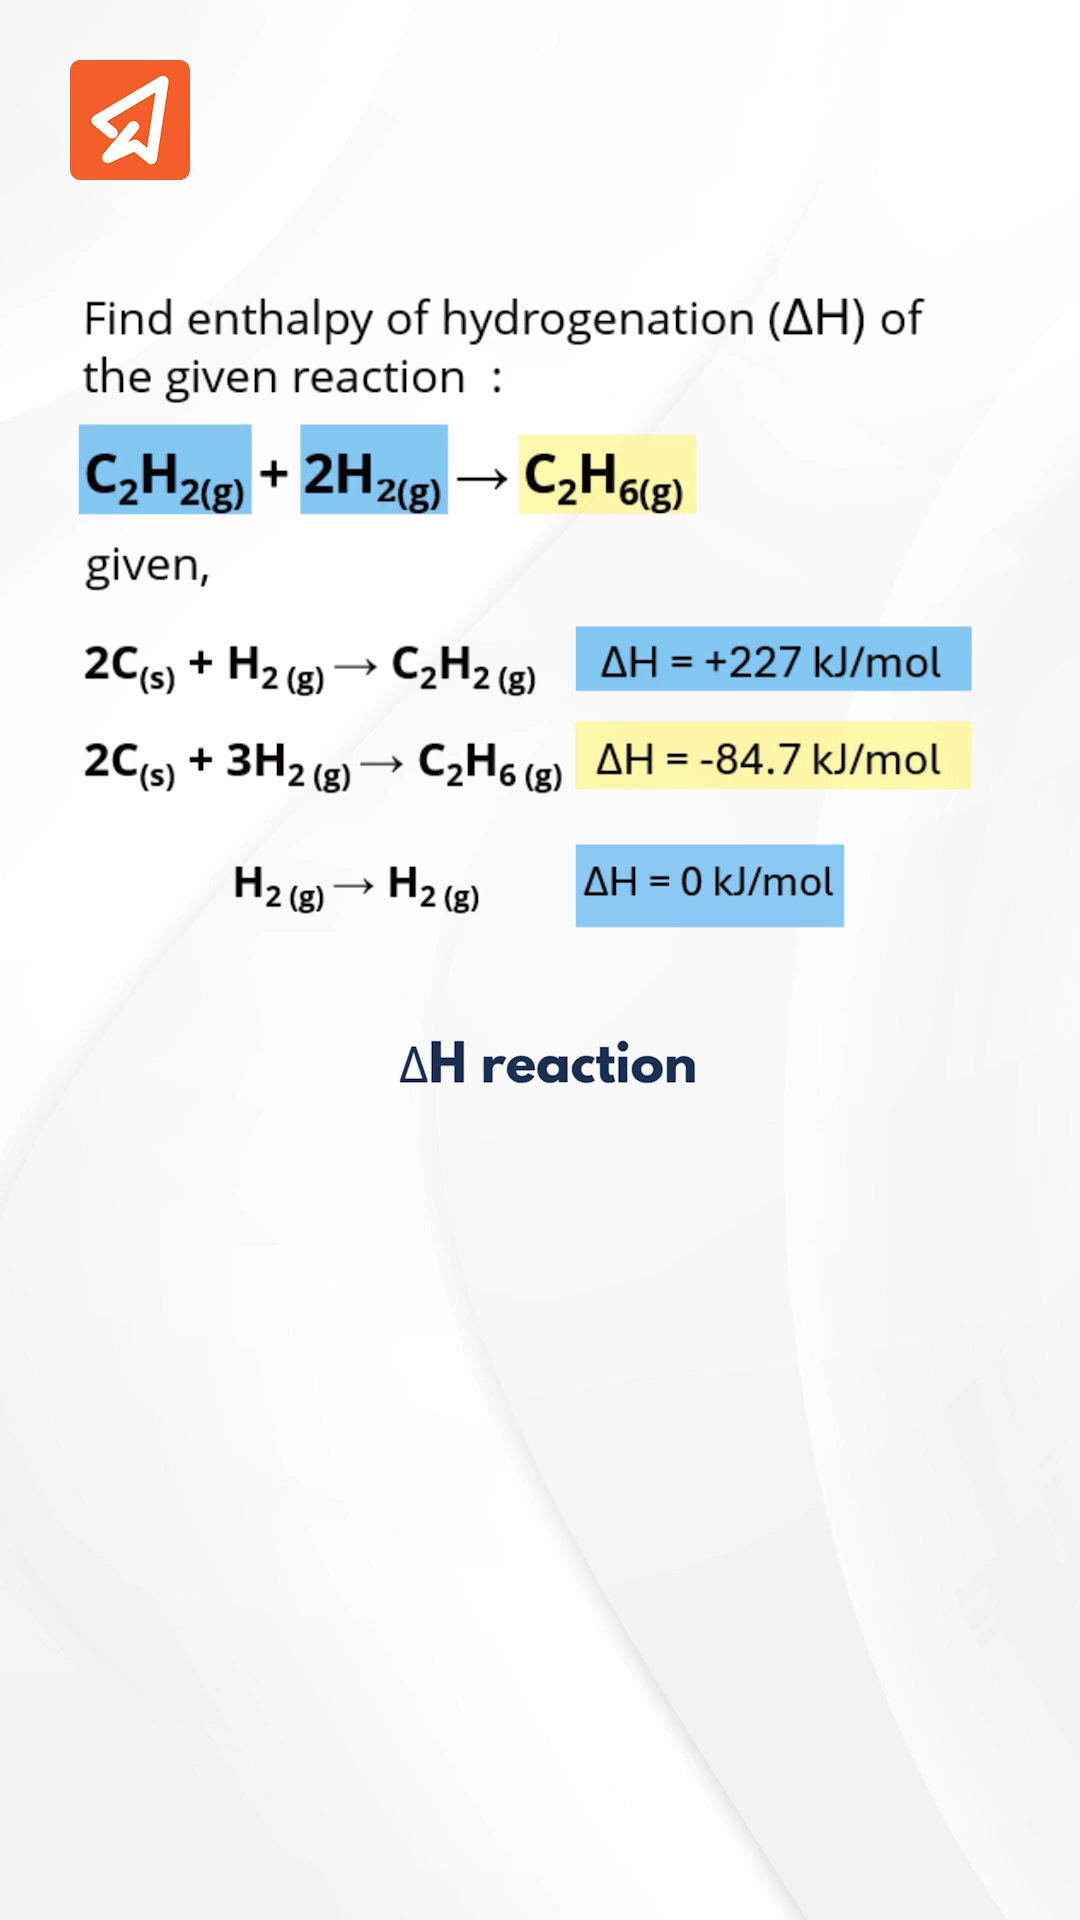 Find enthalpy of hydrogenation (ΔH) of
the given reaction :
C₂H₂(g) + 2H₂(g) → C₂H₆(g)
given,
2C(s) + H₂ (g) → C₂H₂ (g) ΔH = +227 kJ/mol
2C(s) + 3H₂ (g) → C₂H₆ (g) ΔH = -84.7 kJ/mol
H₂ (g) → H₂ (g) ΔH = 0 kJ/mol
ΔH reaction